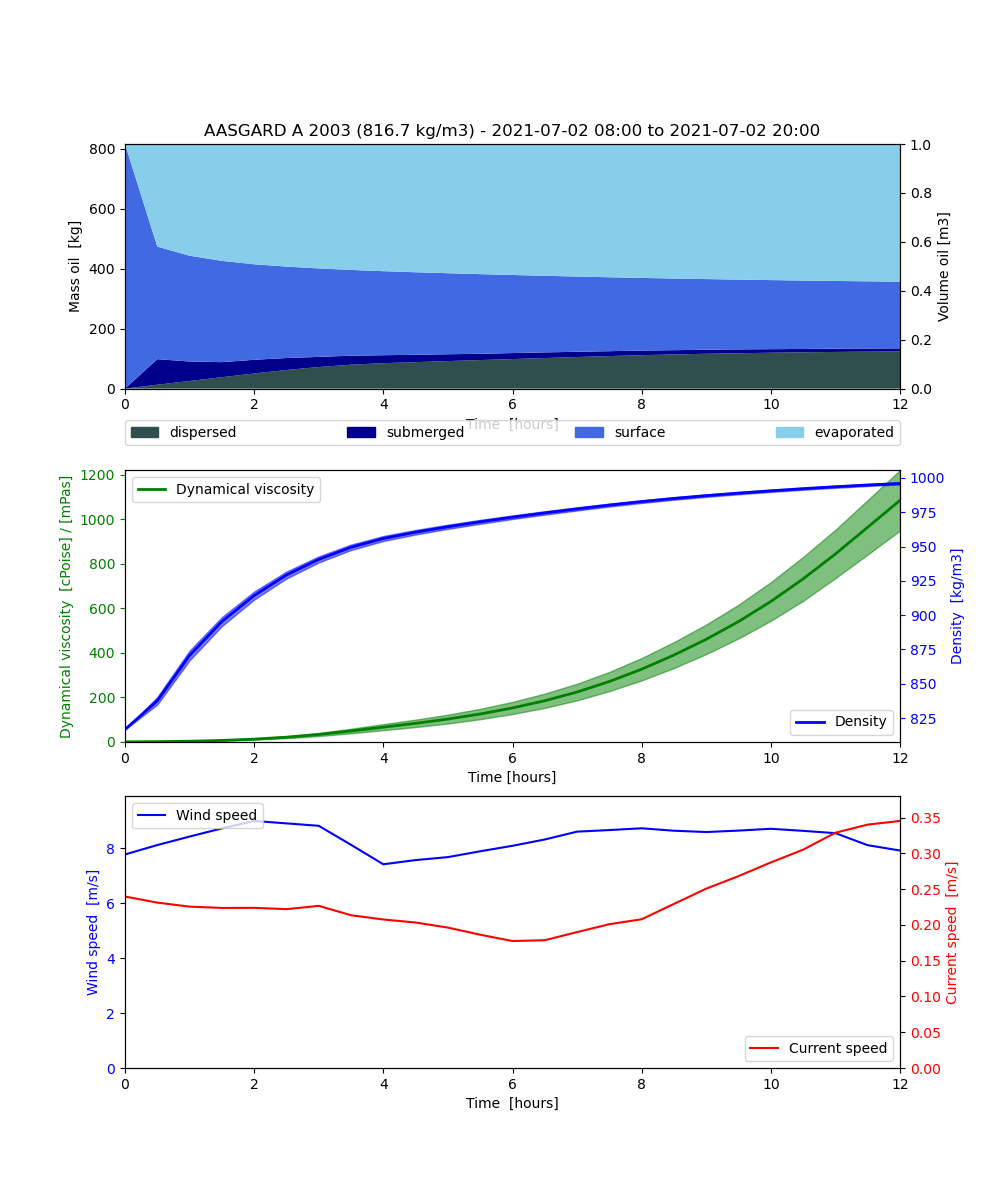 AASGARD A 2003 (816.7 kg/m3) - 2021-07-02 08:00 to 2021-07-02 20:00
Mass oil  [kg]
800
600
400
200
0
1.0
0.8
0.6
0.4
0.2
0.0
Volume oil [m3]
0 2 4 6 8 10 12
Time  [hours]
dispersed submerged surface evaporated
Dynamical viscosity  [cPoise] / [mPas]
1200
1000
800
600
400
200
0
Dynamical viscosity
1000
975
950
925
900
875
850
825
Density  [kg/m3]
Density
0 2 4 6 8 10 12
Time [hours]
Wind speed  [m/s]
8
6
4
2
0
Wind speed
0.35
0.30
0.25
0.20
0.15
0.10
0.05
0.00
Current speed  [m/s]
Current speed
0 2 4 6 8 10 12
Time  [hours]